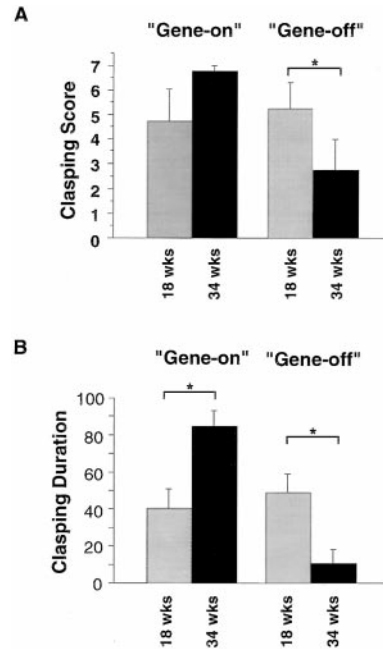 A
"Gene-on" "Gene-off"
Clasping Score
7
6
5
4
3
2
1
0
*
18 wks
34 wks
18 wks
34 wks
B
"Gene-on" "Gene-off"
Clasping Duration
100
80
60
40
20
0
*
*
18 wks
34 wks
18 wks
34 wks